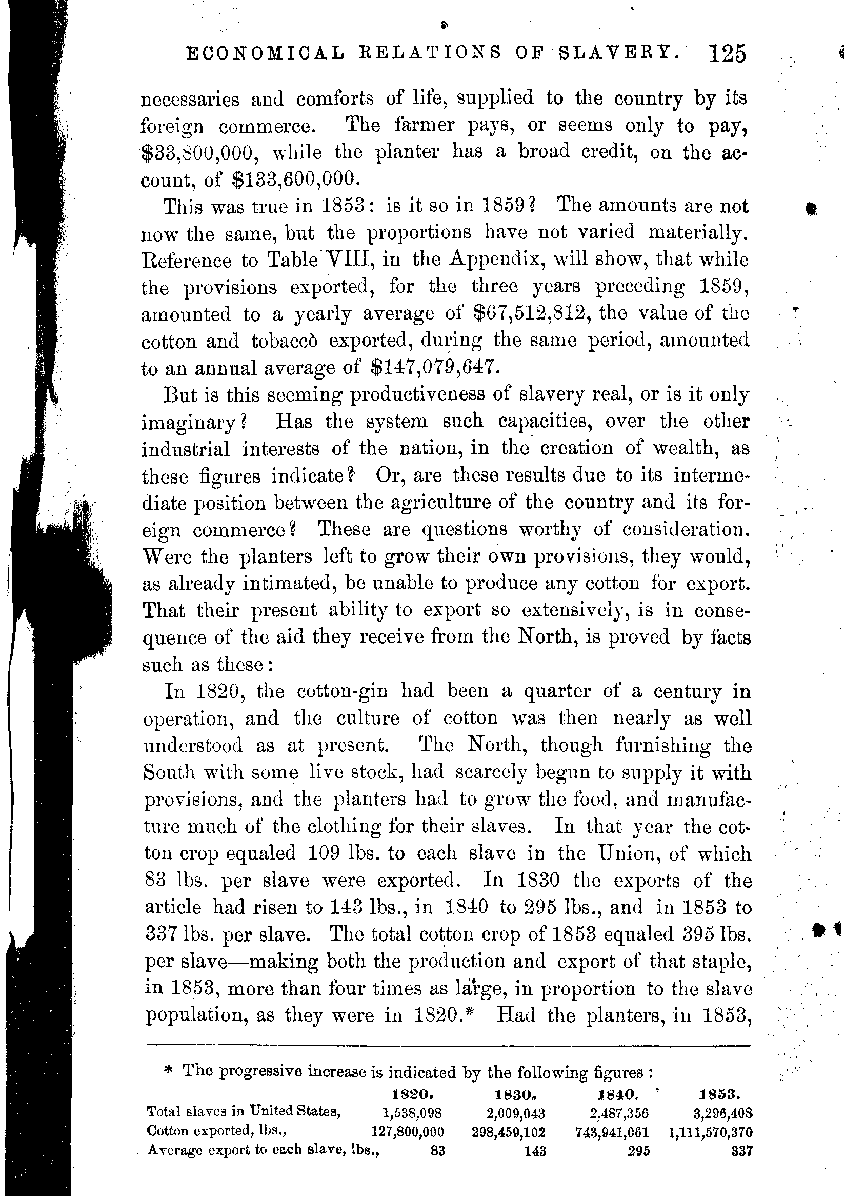 ECONOMICAL RELATIONS OF SLAVERY. 125
necessaries and comforts of life, supplied to the country by its
foreign commerce. The farmer pays, or seems only to pay,
$33,800,000, while the planter has a broad credit, on the ac-
count, of $133,600,000.
This was true in 1853: is it so in 1859? The amounts are not
now the same, but the proportions have not varied materially.
Reference to Table VIII, in the Appendix, will show, that while
the provisions exported, for the three years preceding 1859,
amounted to a yearly average of $67,512,812, the value of the
cotton and tobacco exported, during the same period, amounted
to an annual average of $147,079,647.
But is this seeming productiveness of slavery real, or is it only
imaginary? Has the system such capacities, over the other
industrial interests of the nation, in the creation of wealth, as
these figures indicate? Or, are these results due to its interme-
diate position between the agriculture of the country and its for-
eign commerce? These are questions worthy of consideration.
Were the planters left to grow their own provisions, they would,
as already intimated, be unable to produce any cotton for export.
That their present ability to export so extensively, is in conse-
quence of the aid they receive from the North, is proved by facts
such as these:
In 1820, the cotton-gin had been a quarter of a century in
operation, and the culture of cotton was then nearly as well
understood as at present. The North, though furnishing the
South with some live stock, had scarcely begun to supply it with
provisions, and the planters had to grow the food, and manufac-
ture much of the clothing for their slaves. In that year the cot-
ton crop equaled 109 lbs. to each slave in the Union, of which
83 lbs. per slave were exported. In 1830 the exports of the
article had risen to 143 lbs., in 1840 to 295 lbs., and in 1853 to
337 lbs. per slave. The total cotton crop of 1853 equaled 395 lbs.
per slave—making both the production and export of that staple,
in 1853, more than four times as large, in proportion to the slave
population, as they were in 1820.* Had the planters, in 1853,
* The progressive increase is indicated by the following figures:
1820. 1830. 1840. 1853.
Total slaves in United States, 1,538,098 2,009,043 2,487,356 3,296,408
Cotton exported, lbs., 127,800,000 298,459,102 743,941,061 1,111,570,370
Average export to each slave, lbs., 83 143 295 337